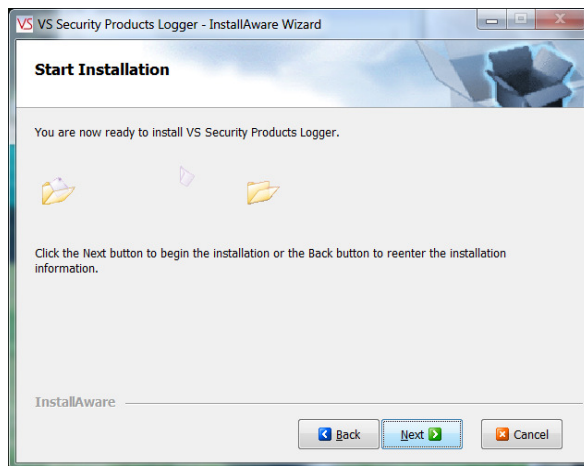 VS VS Security Products Logger - InstallAware Wizard
Start Installation
You are now ready to install VS Security Products Logger.
Click the Next button to begin the installation or the Back button to reenter the installation
information.
InstallAware
Back Next Cancel